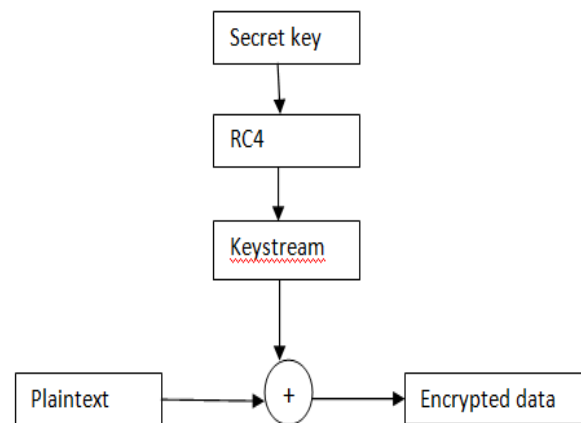 Secret key
RC4
Keystream
Plaintext
+
Encrypted data